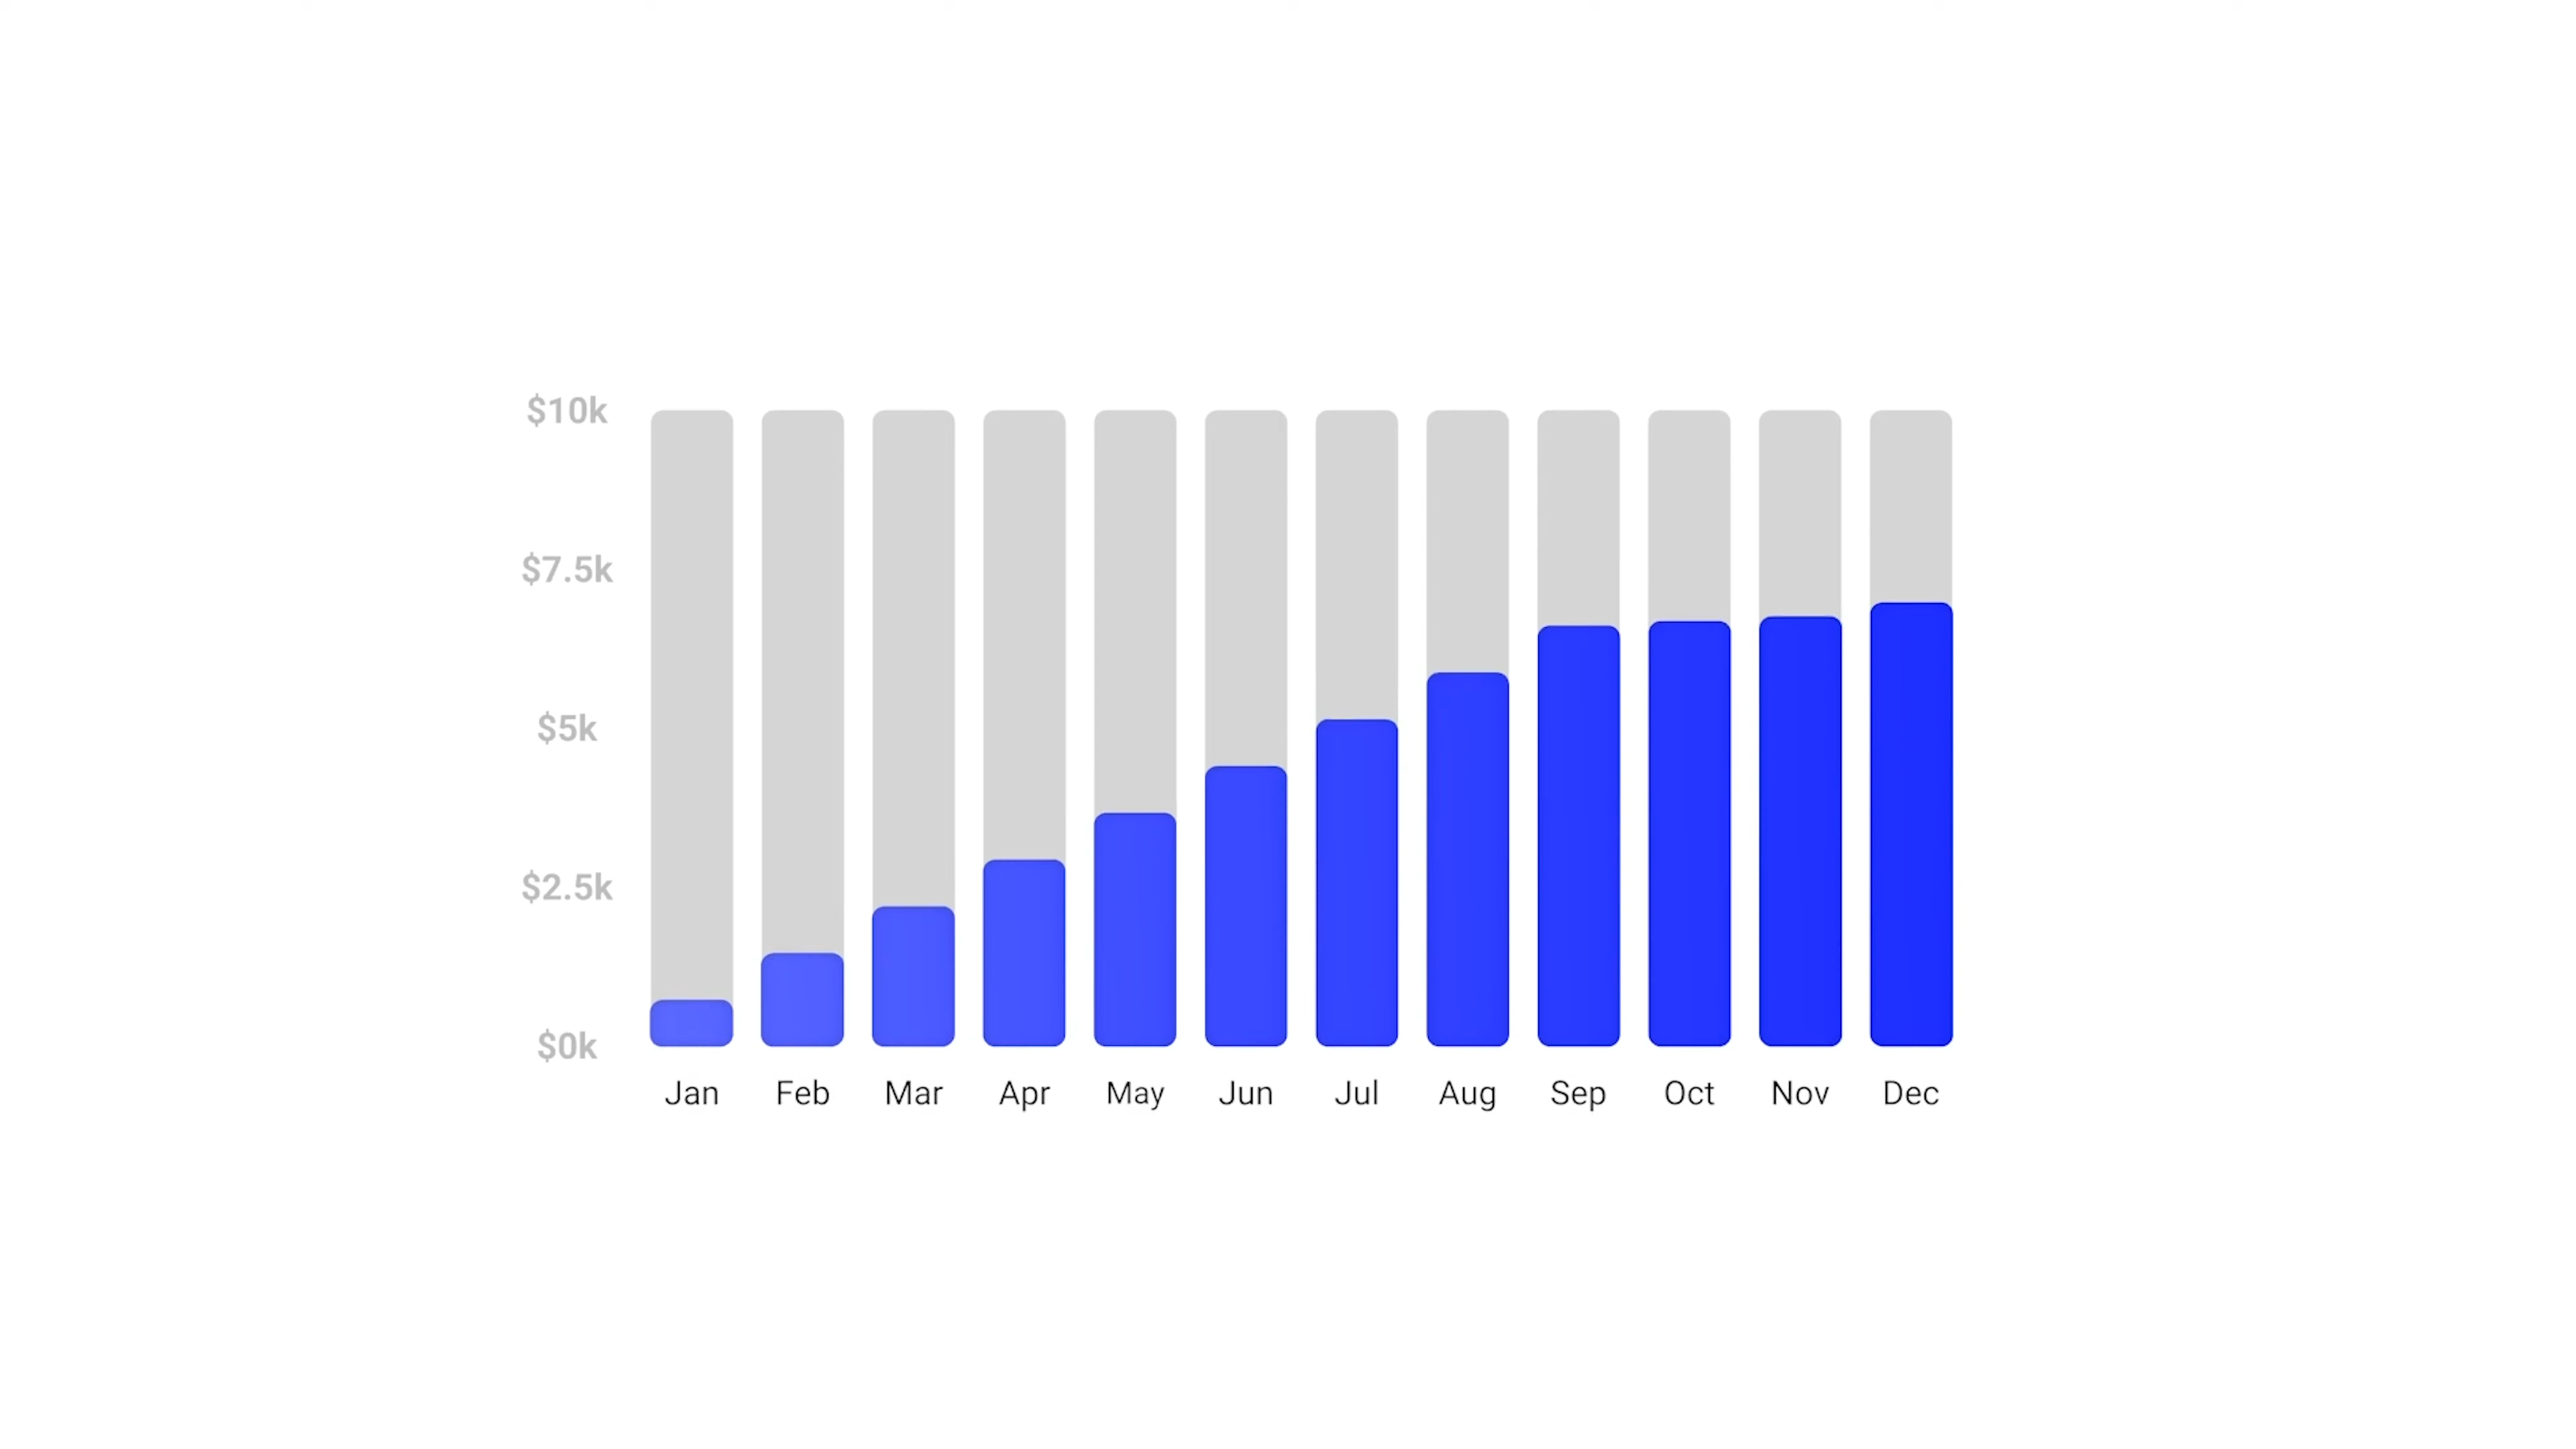 $10k
$7.5k
$5k
$2.5k
$0k
Jan Feb Mar Apr May Jun Jul Aug Sep Oct Nov Dec